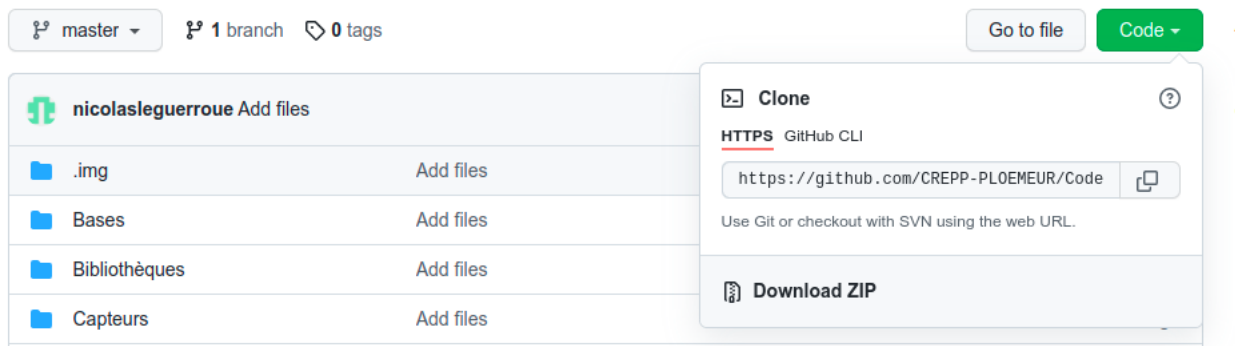 master 1 branch 0 tags Go to file Code
nicolasleguerroue Add files
Clone
HTTPS GitHub CLI
.img Add files
https://github.com/CREPP-PLOEMEUR/Code
Bases Add files
Use Git or checkout with SVN using the web URL.
Bibliothèques Add files
Download ZIP
Capteurs Add files